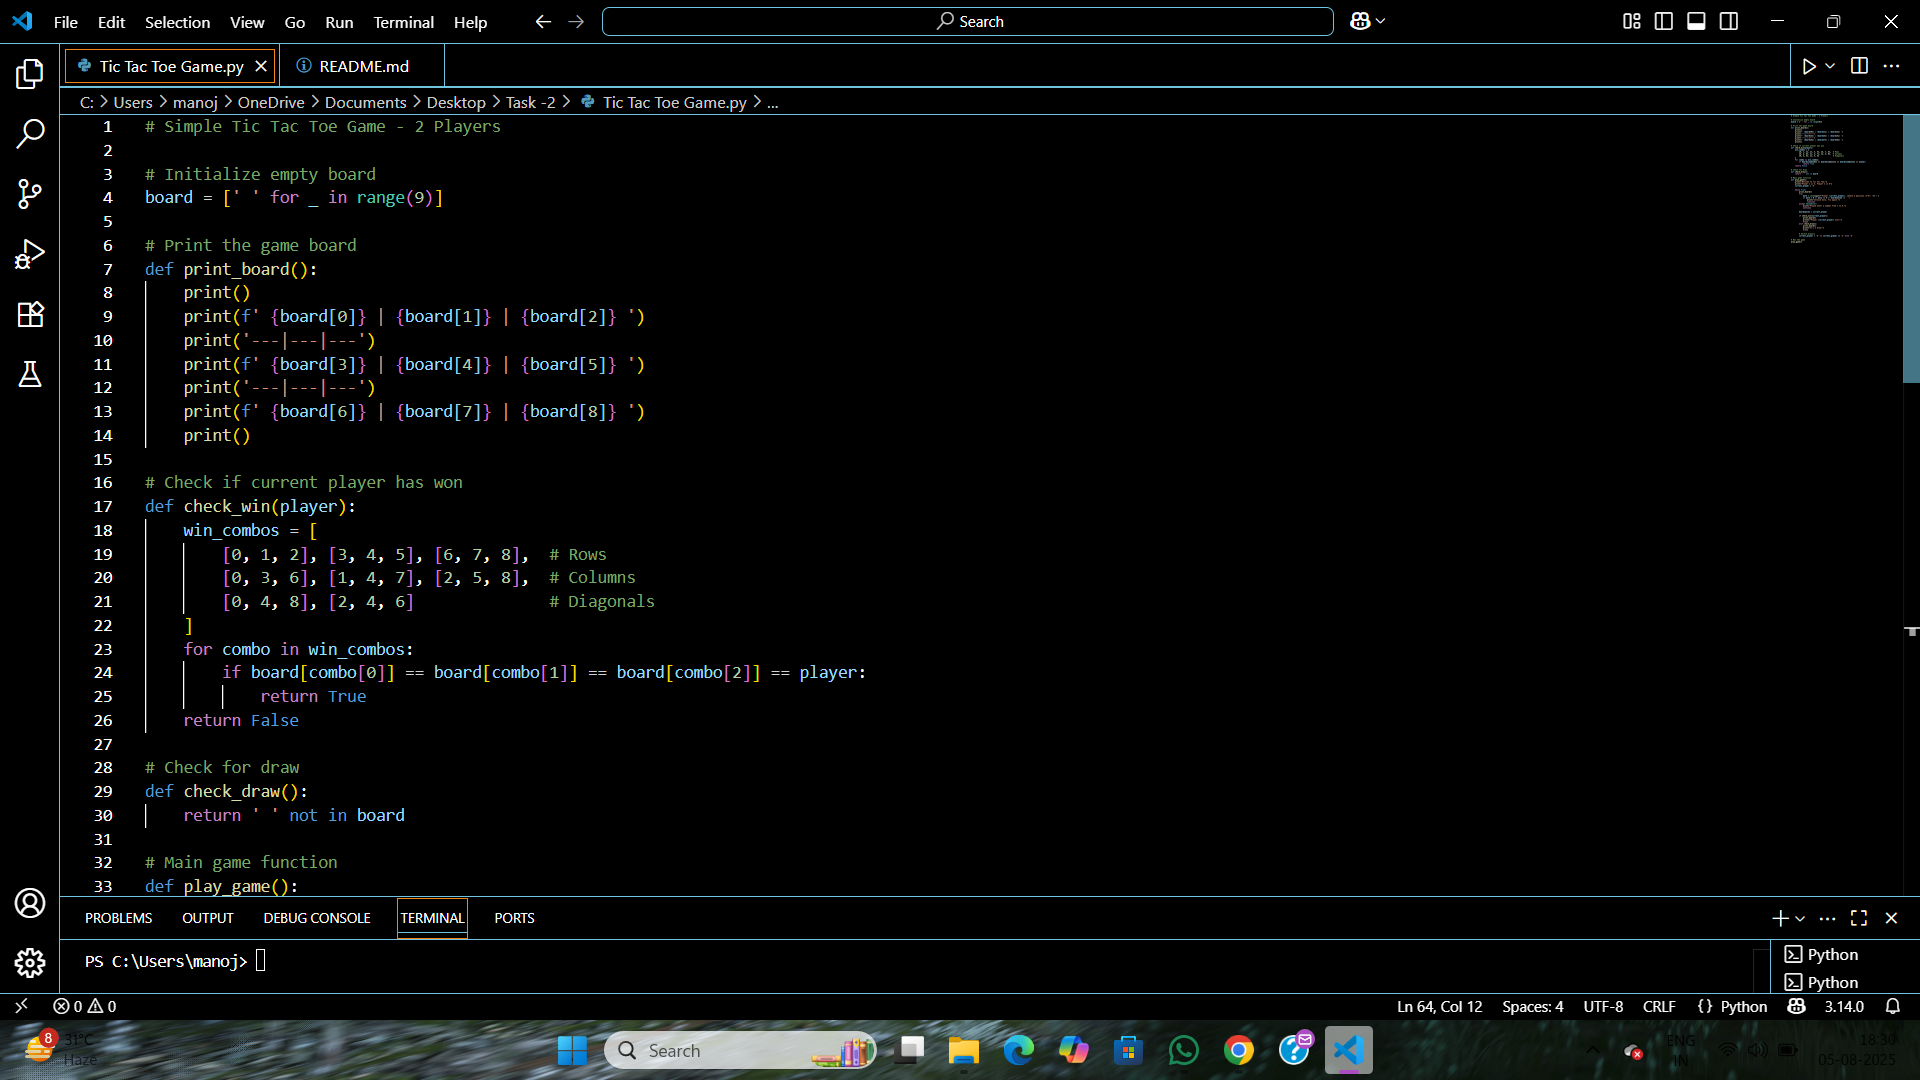 File Edit Selection View Go Run Terminal Help Search
Tic Tac Toe Game.py README.md
C: > Users > manoj > OneDrive > Documents > Desktop > Task -2 > Tic Tac Toe Game.py > ...
1 # Simple Tic Tac Toe Game - 2 Players
2
3 # Initialize empty board
4 board = [' ' for _ in range(9)]
5
6 # Print the game board
7 def print_board():
8     print()
9     print(f' {board[0]} | {board[1]} | {board[2]} ')
10     print('---|---|---')
11     print(f' {board[3]} | {board[4]} | {board[5]} ')
12     print('---|---|---')
13     print(f' {board[6]} | {board[7]} | {board[8]} ')
14     print()
15
16 # Check if current player has won
17 def check_win(player):
18     win_combos = [
19         [0, 1, 2], [3, 4, 5], [6, 7, 8],  # Rows
20         [0, 3, 6], [1, 4, 7], [2, 5, 8],  # Columns
21         [0, 4, 8], [2, 4, 6]              # Diagonals
22     ]
23     for combo in win_combos:
24         if board[combo[0]] == board[combo[1]] == board[combo[2]] == player:
25             return True
26     return False
27
28 # Check for draw
29 def check_draw():
30     return ' ' not in board
31
32 # Main game function
33 def play_game():
PROBLEMS OUTPUT DEBUG CONSOLE TERMINAL PORTS
PS C:\Users\manoj>
Python
Python
0 0 Ln 64, Col 12 Spaces: 4 UTF-8 CRLF {} Python 3.14.0
8 31°C
Haze
Search
ENG
IN
18:30
05-08-2025